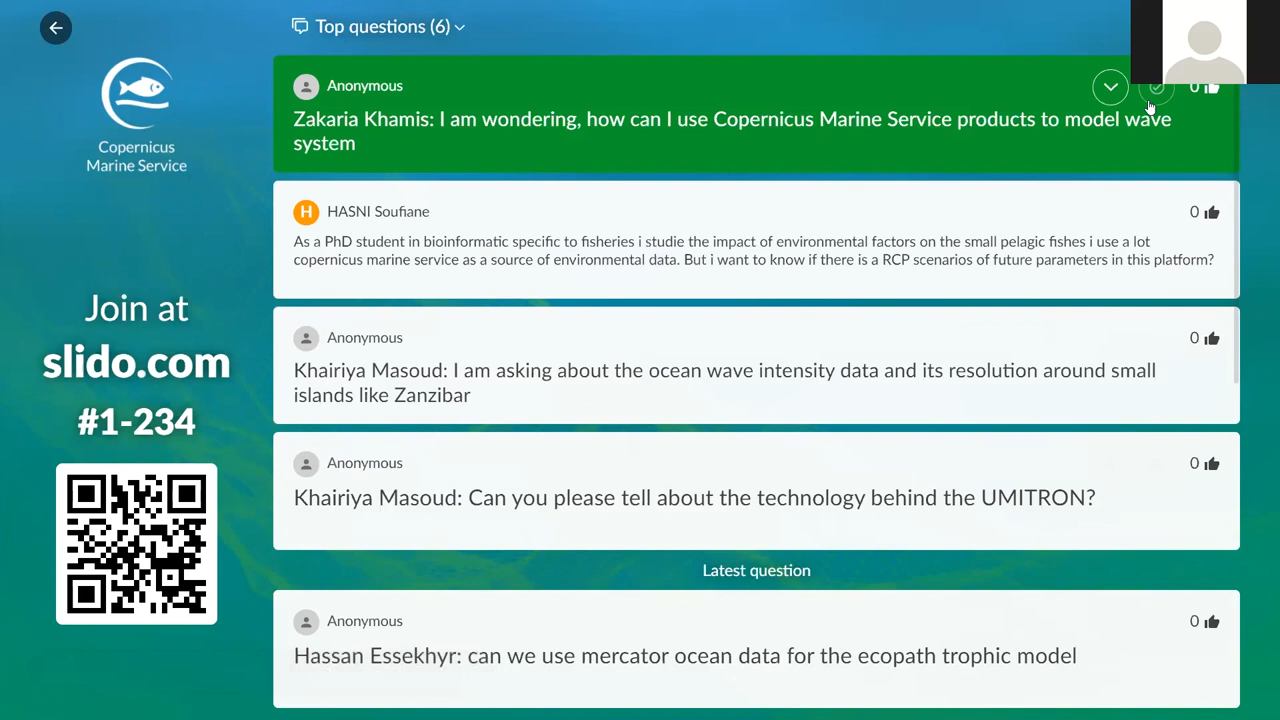 Top questions (6)
Copernicus
Marine Service
Join at
slido.com
#1-234
Anonymous
0
Zakaria Khamis: I am wondering, how can I use Copernicus Marine Service products to model wave
system
H
HASNI Soufiane
0
As a PhD student in bioinformatic specific to fisheries i studie the impact of environmental factors on the small pelagic fishes i use a lot
copernicus marine service as a source of environmental data. But i want to know if there is a RCP scenarios of future parameters in this platform?
Anonymous
0
Khairiya Masoud: I am asking about the ocean wave intensity data and its resolution around small
islands like Zanzibar
Anonymous
0
Khairiya Masoud: Can you please tell about the technology behind the UMITRON?
Latest question
Anonymous
0
Hassan Essekhyr: can we use mercator ocean data for the ecopath trophic model